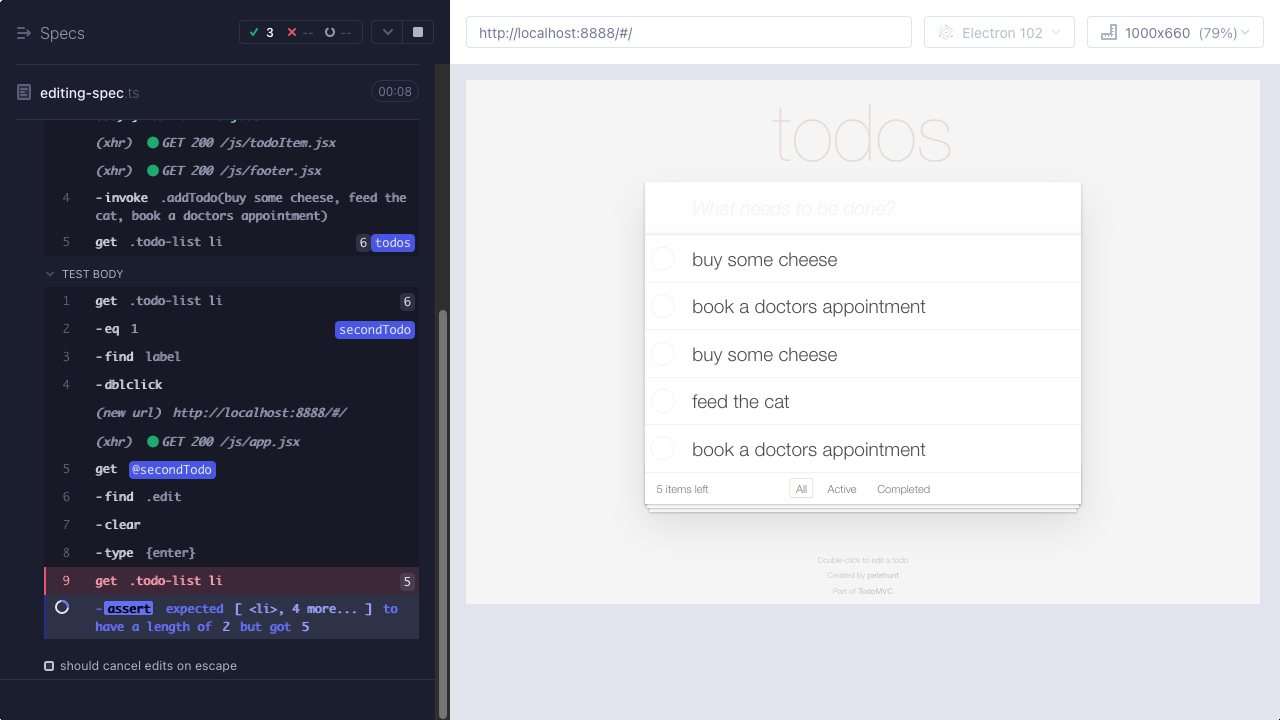 Specs
3
--
--
editing-spec.ts
00:08
(xhr) GET 200 /js/todoItem.jsx
(xhr) GET 200 /js/footer.jsx
4 -invoke .addTodo(buy some cheese, feed the
cat, book a doctors appointment)
5 get .todo-list li 6 todos
TEST BODY
1 get .todo-list li 6
2 -eq 1 secondTodo
3 -find label
4 -dblclick
(new url) http://localhost:8888/#/
(xhr) GET 200 /js/app.jsx
5 get @secondTodo
6 -find .edit
7 -clear
8 -type {enter}
9 get .todo-list li 5
-assert expected [ <li>, 4 more... ] to
have a length of 2 but got 5
should cancel edits on escape
http://localhost:8888/#/
Electron 102
1000x660 (79%)
todos
What needs to be done?
buy some cheese
book a doctors appointment
buy some cheese
feed the cat
book a doctors appointment
5 items left All Active Completed
Double-click to edit a todo
Created by petehunt
Part of TodoMVC